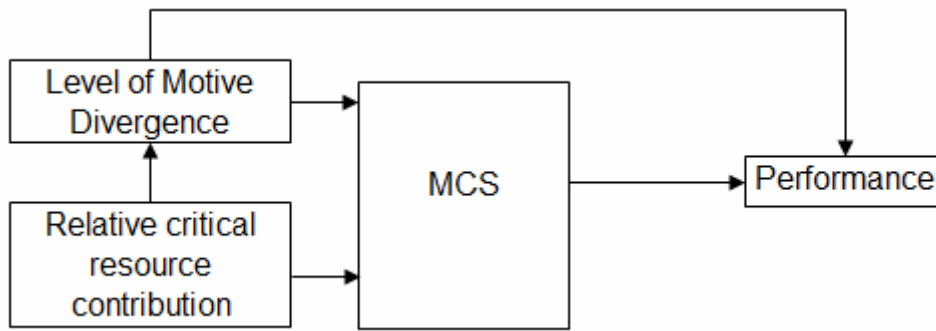 Level of Motive
Divergence
MCS
Performance
Relative critical
resource
contribution